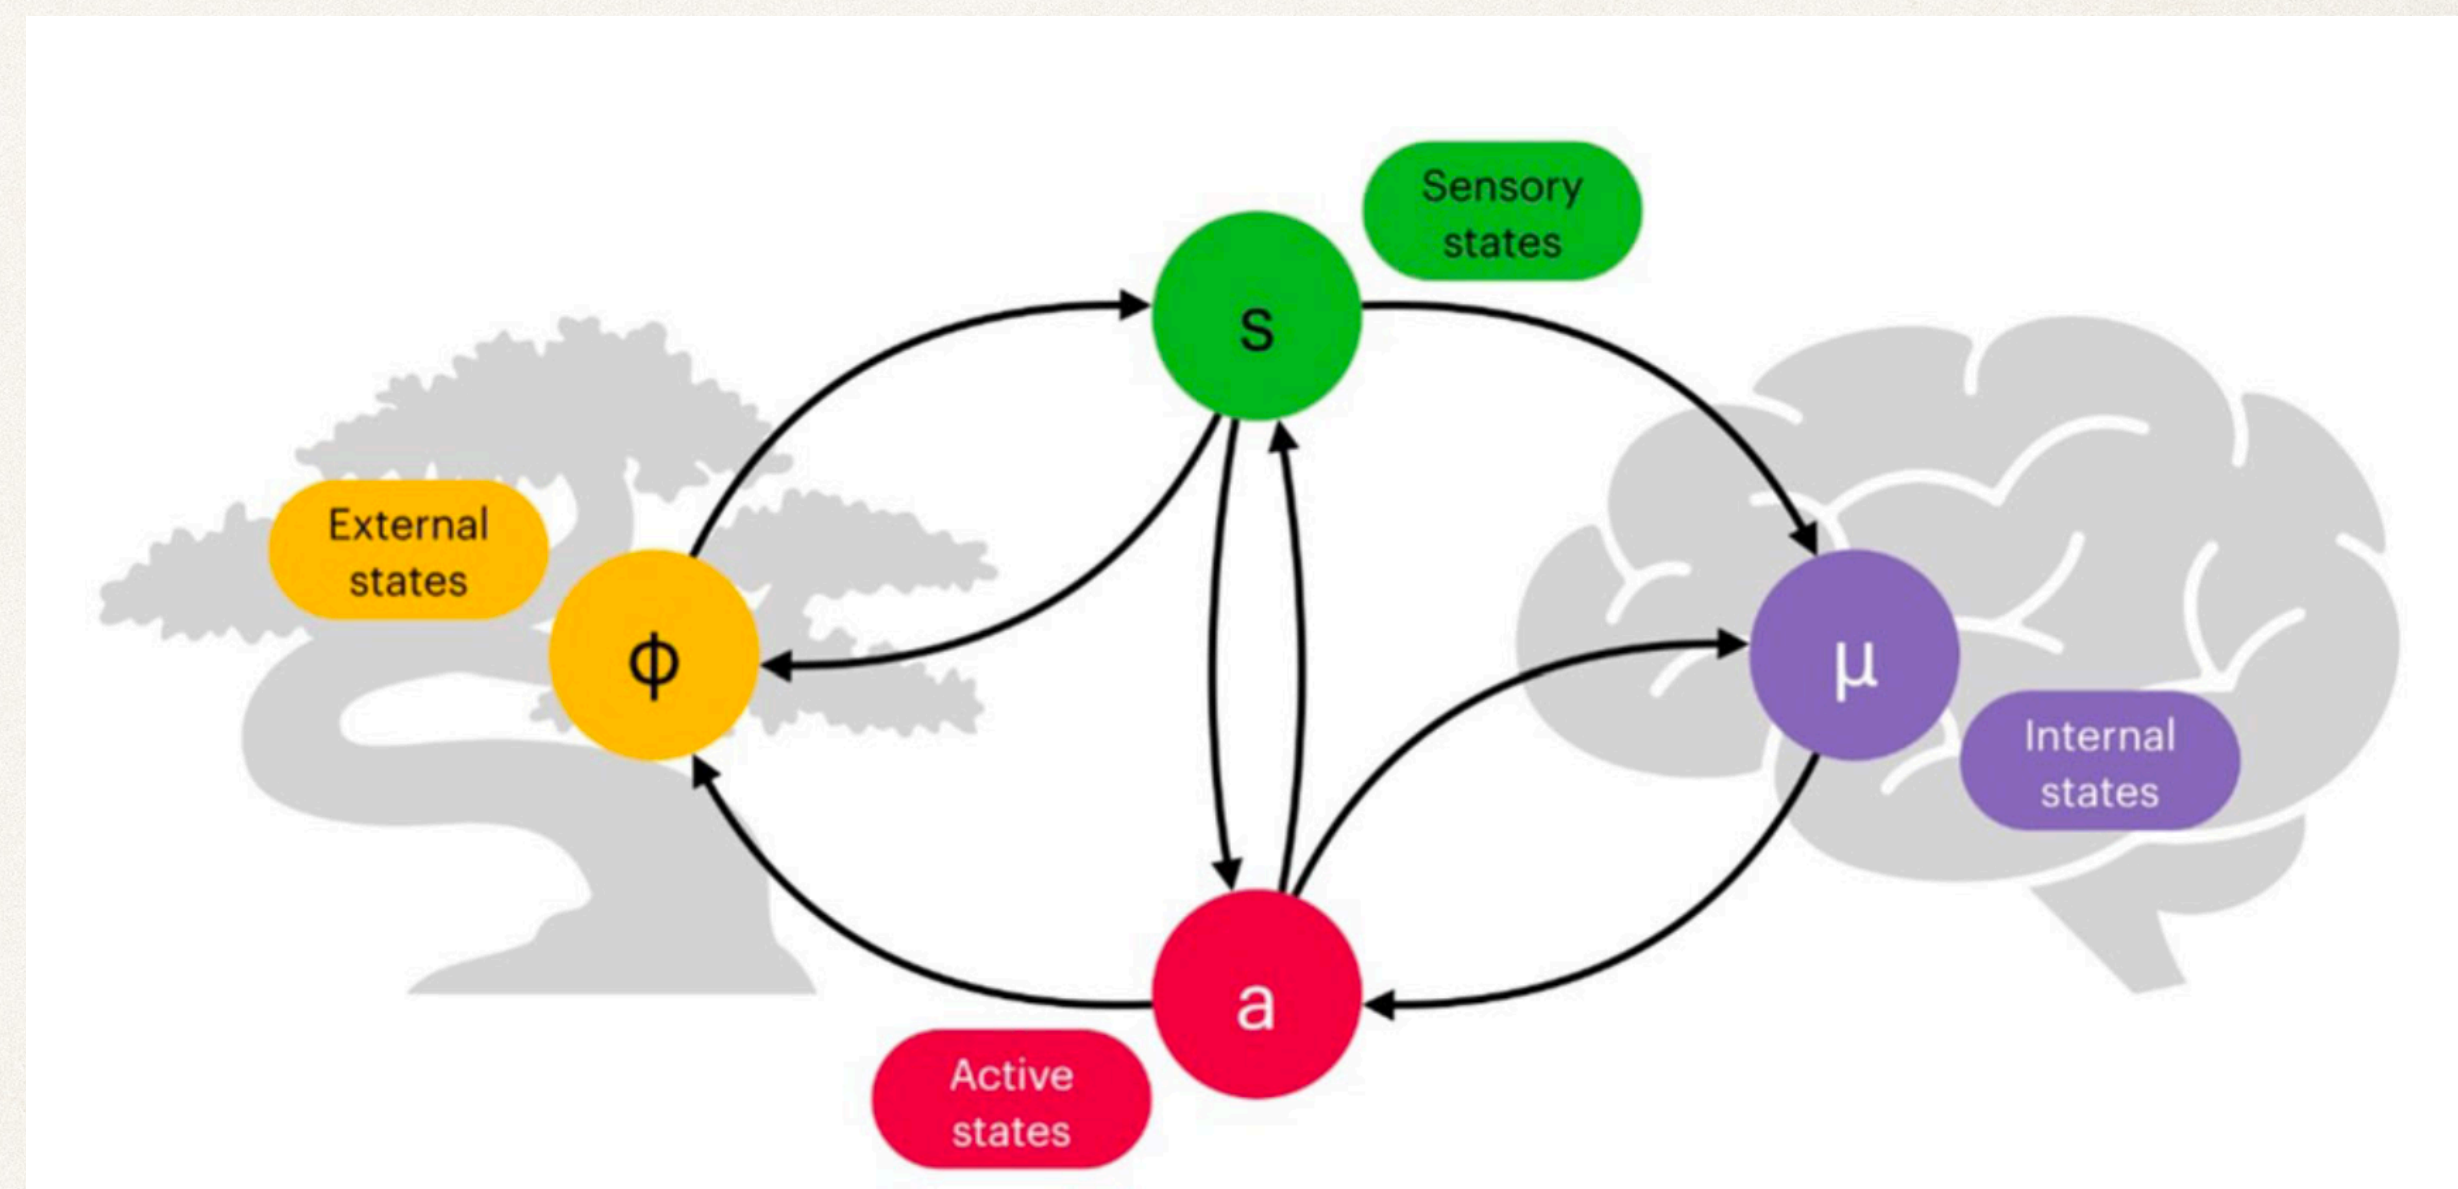 Sensory
states
s
External
states
ϕ
μ
Internal
states
a
Active
states